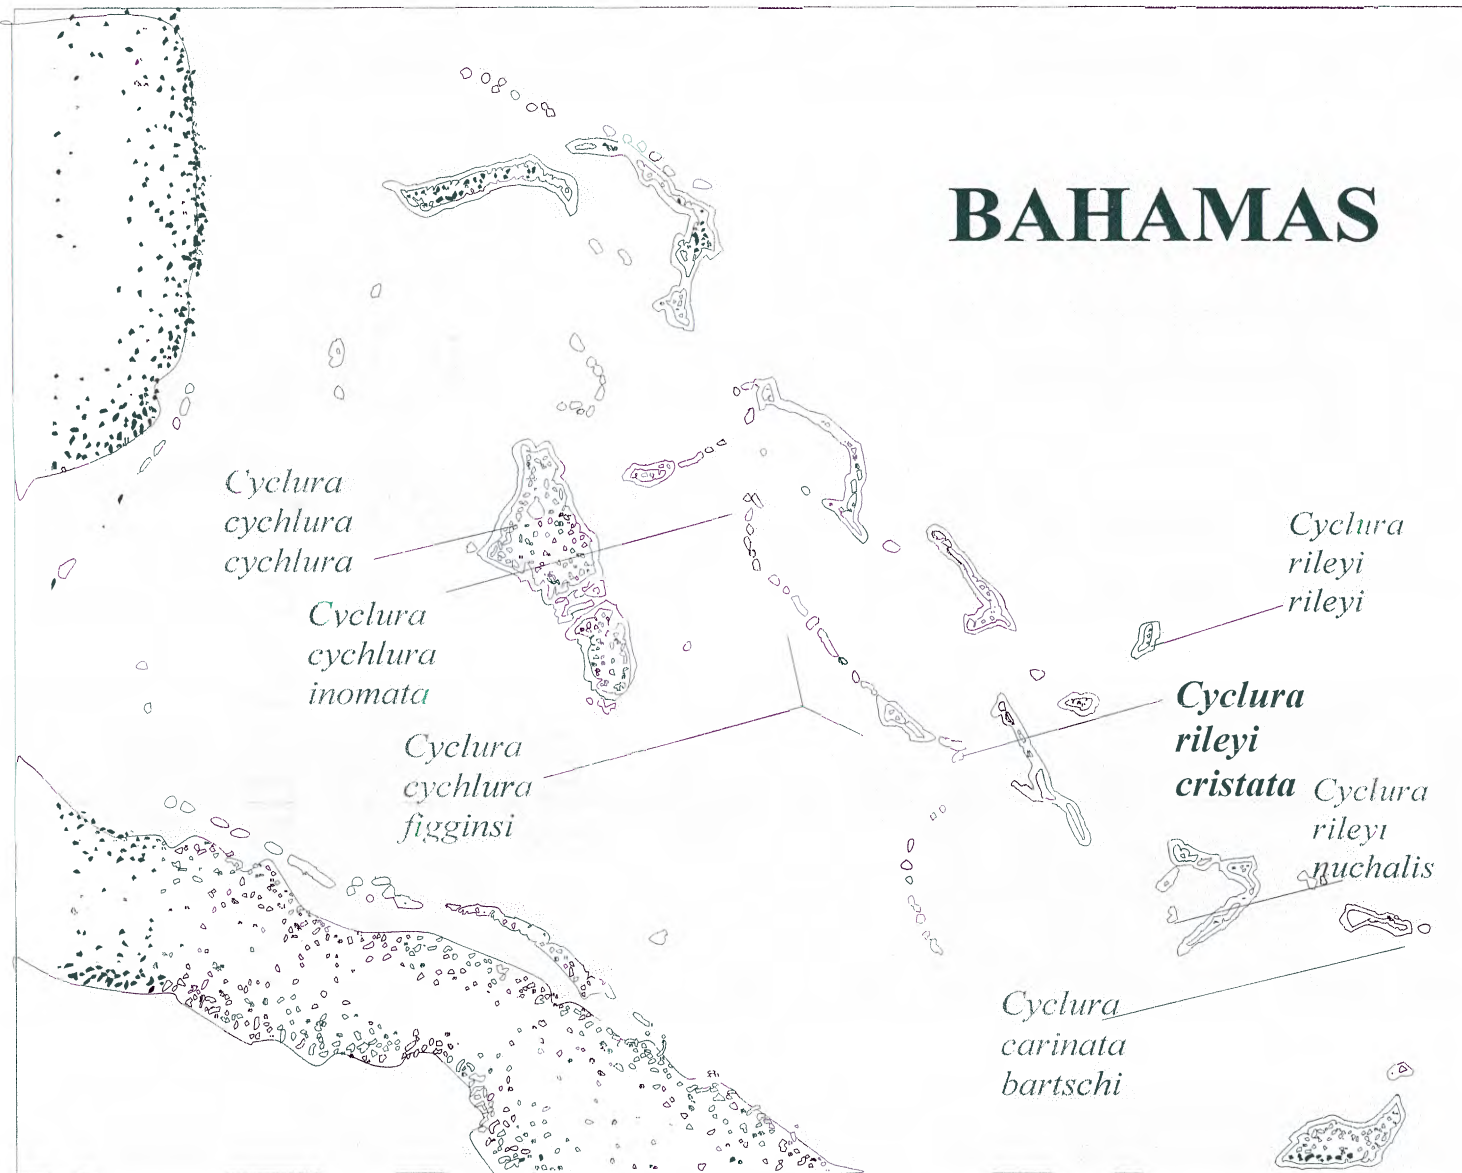 BAHAMAS
Cyclura
cychlura
cychlura
Cyclura
cychlura
inornata
Cyclura
cychlura
figginsi
Cyclura
rileyi
rileyi
Cyclura
rileyi
cristata
Cyclura
rileyi
nuchalis
Cyclura
carinata
bartschi